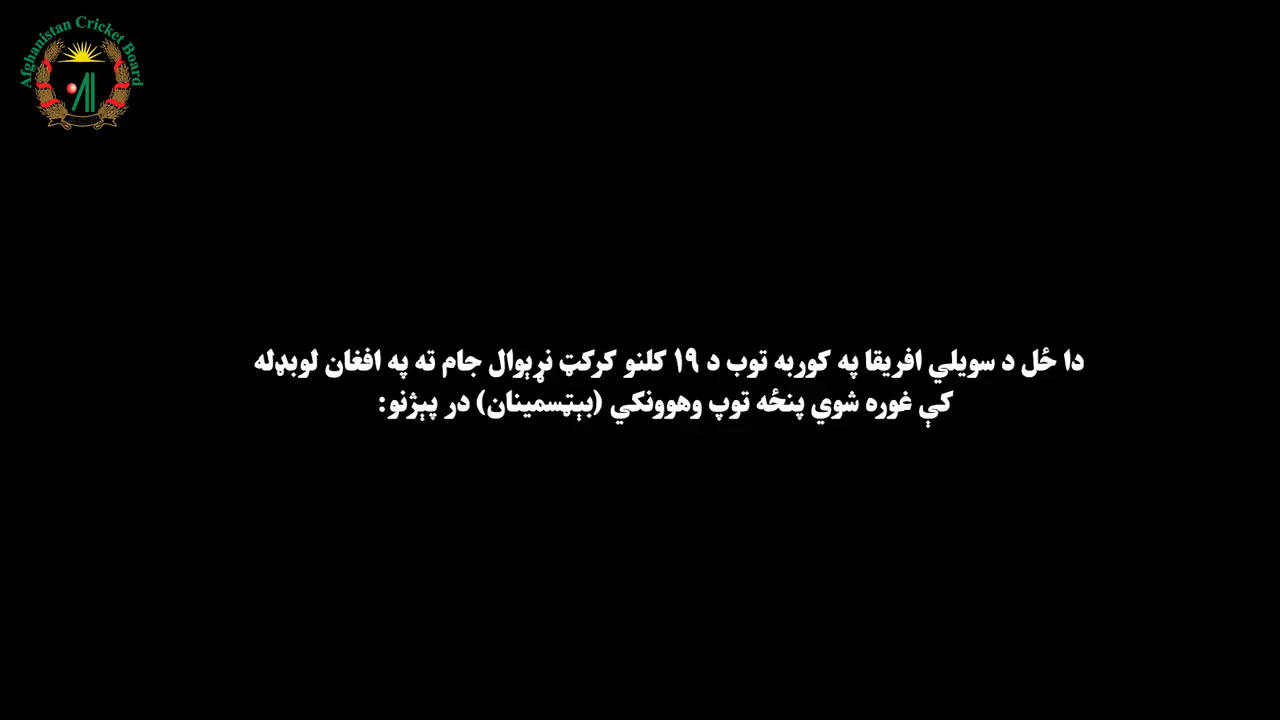 Afghanistan Cricket Board
دا ځل د سويلي افريقا په کوربه توب د ۱۹ کلنو کرکټ نړېوال جام ته په افغان لوبډله
کې غوره شوي پنځه توپ وهوونکي (بېټسمينان) در پېژنو: